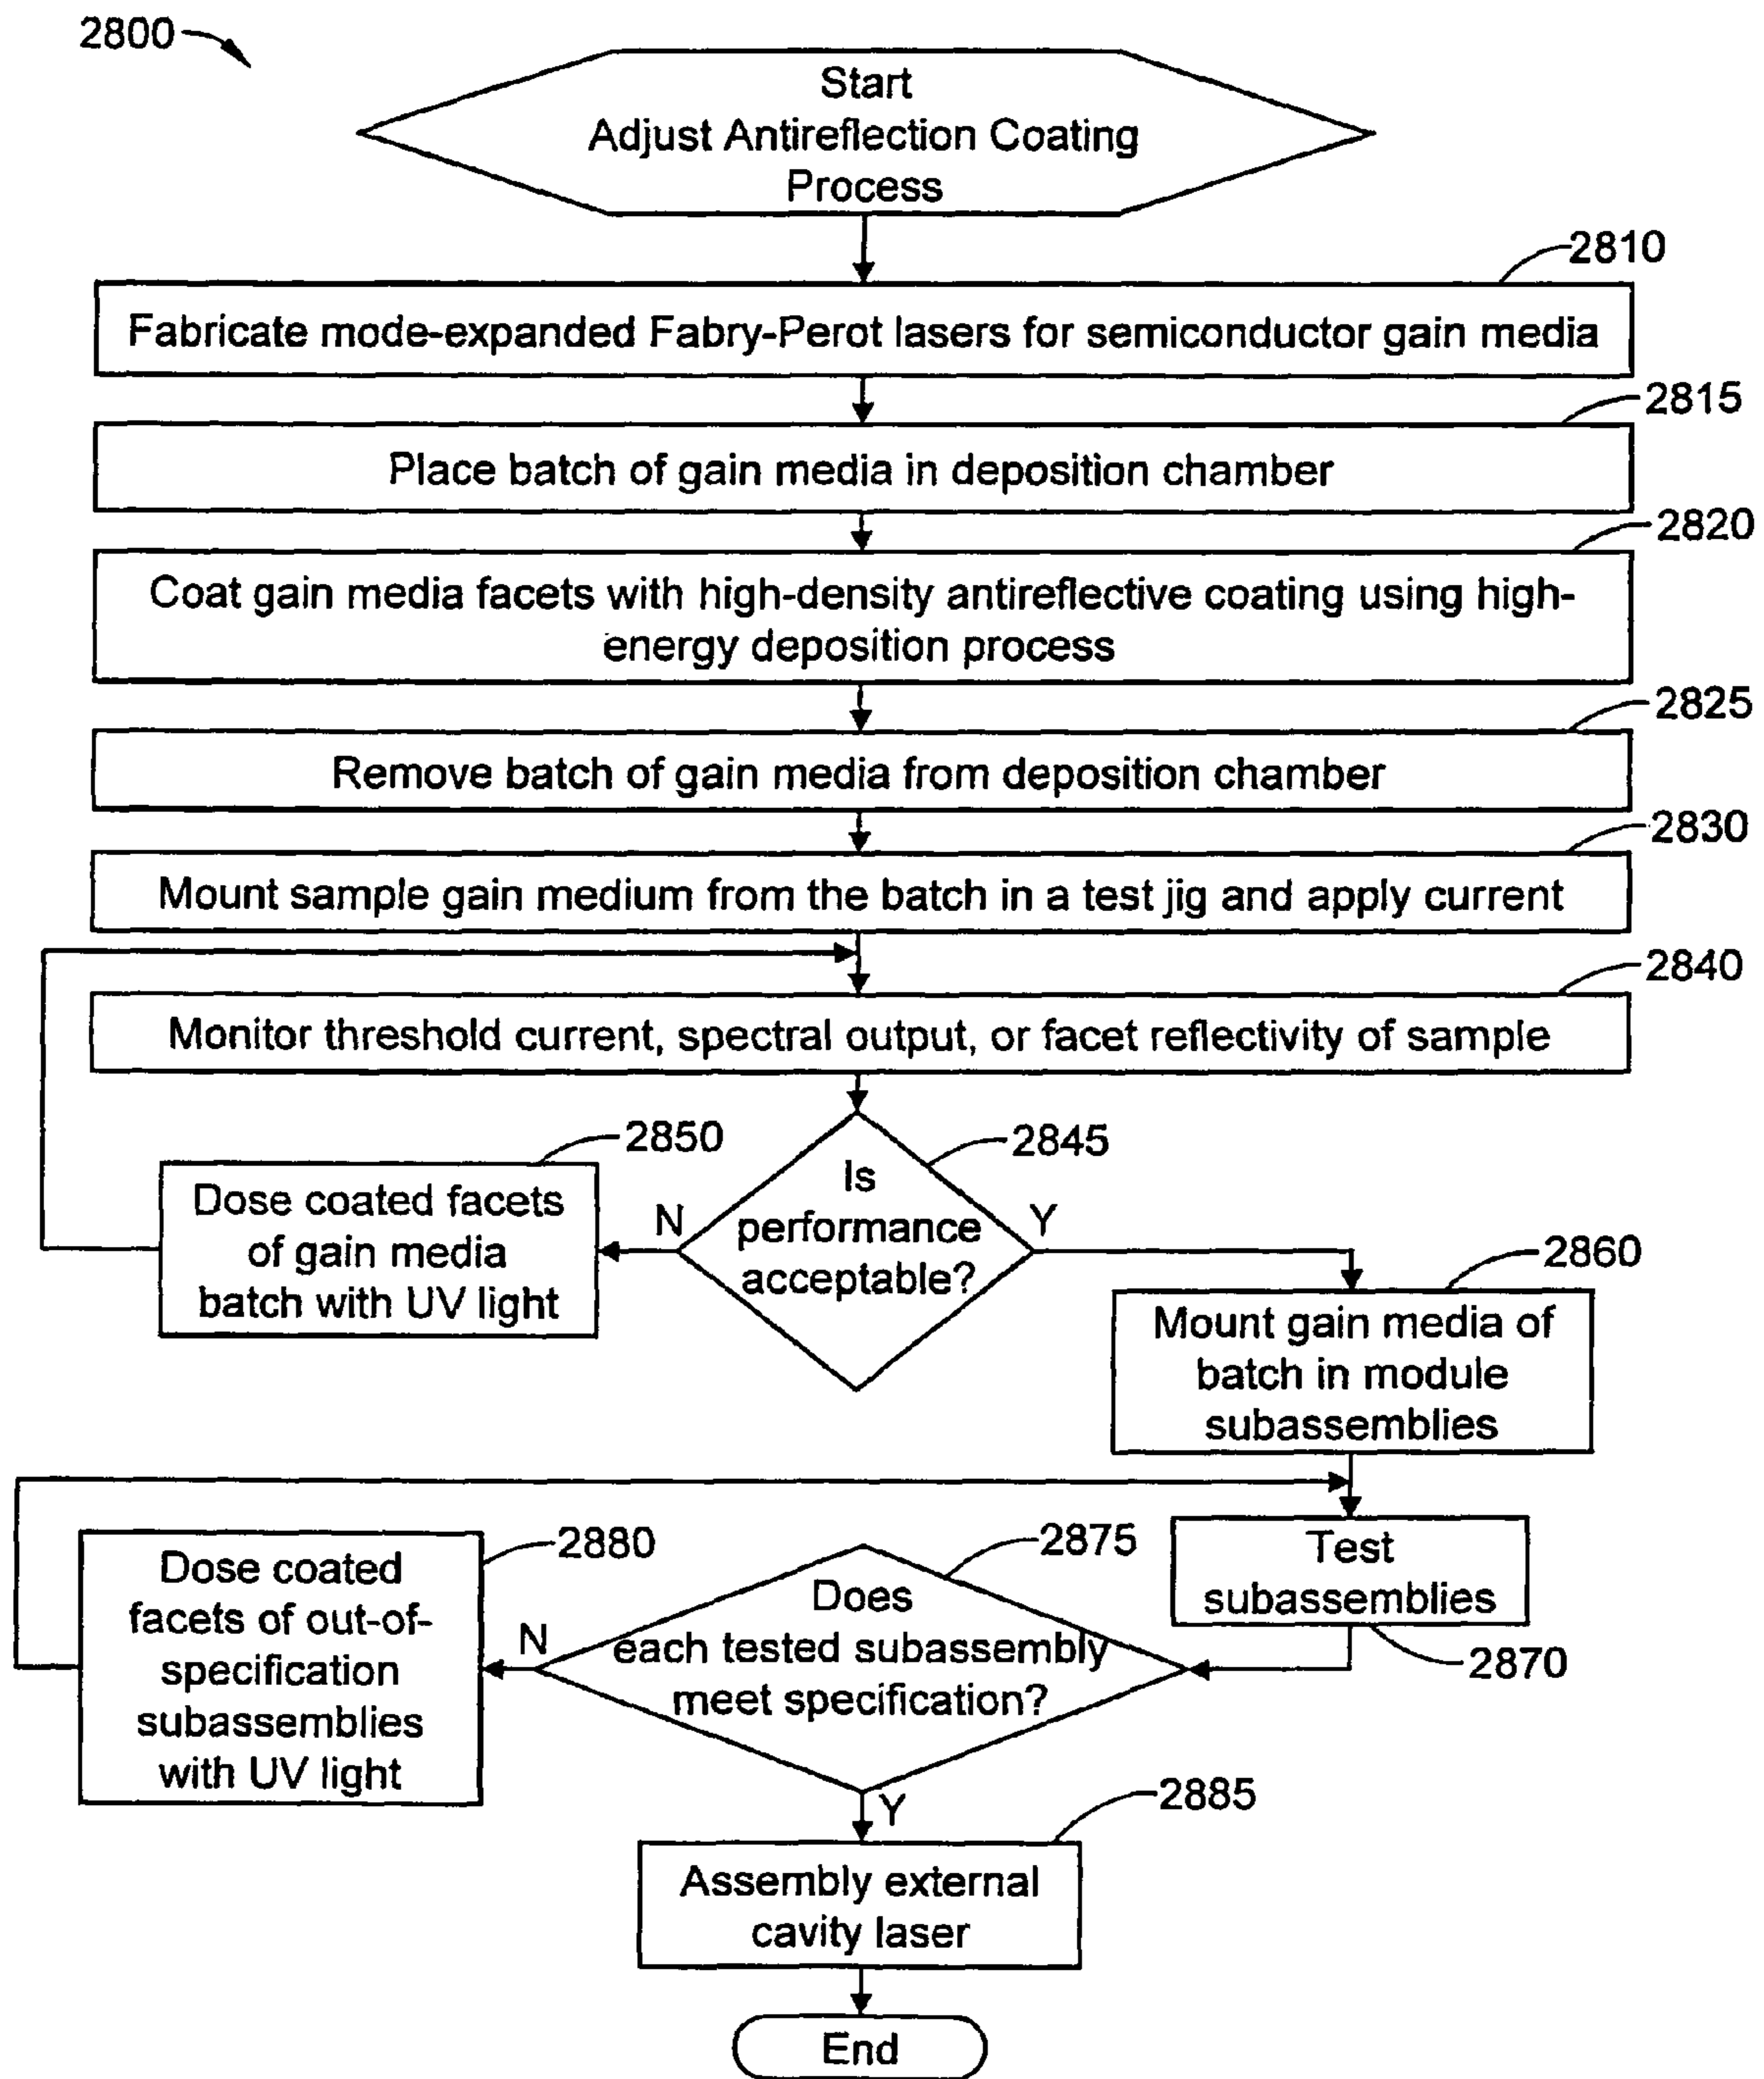 2800
Start
Adjust Antireflection Coating
Process
2810
Fabricate mode-expanded Fabry-Perot lasers for semiconductor gain media
2815
Place batch of gain media in deposition chamber
2820
Coat gain media facets with high-density antireflective coating using high-
energy deposition process
2825
Remove batch of gain media from deposition chamber
2830
Mount sample gain medium from the batch in a test jig and apply current
2840
Monitor threshold current, spectral output, or facet reflectivity of sample
2845
Is
performance
acceptable?
N
Y
2850
Dose coated facets
of gain media
batch with UV light
2860
Mount gain media of
batch in module
subassemblies
Test
subassemblies
2870
2875
Does
each tested subassembly
meet specification?
N
Y
2880
Dose coated
facets of out-of-
specification
subassemblies
with UV light
2885
Assembly external
cavity laser
End